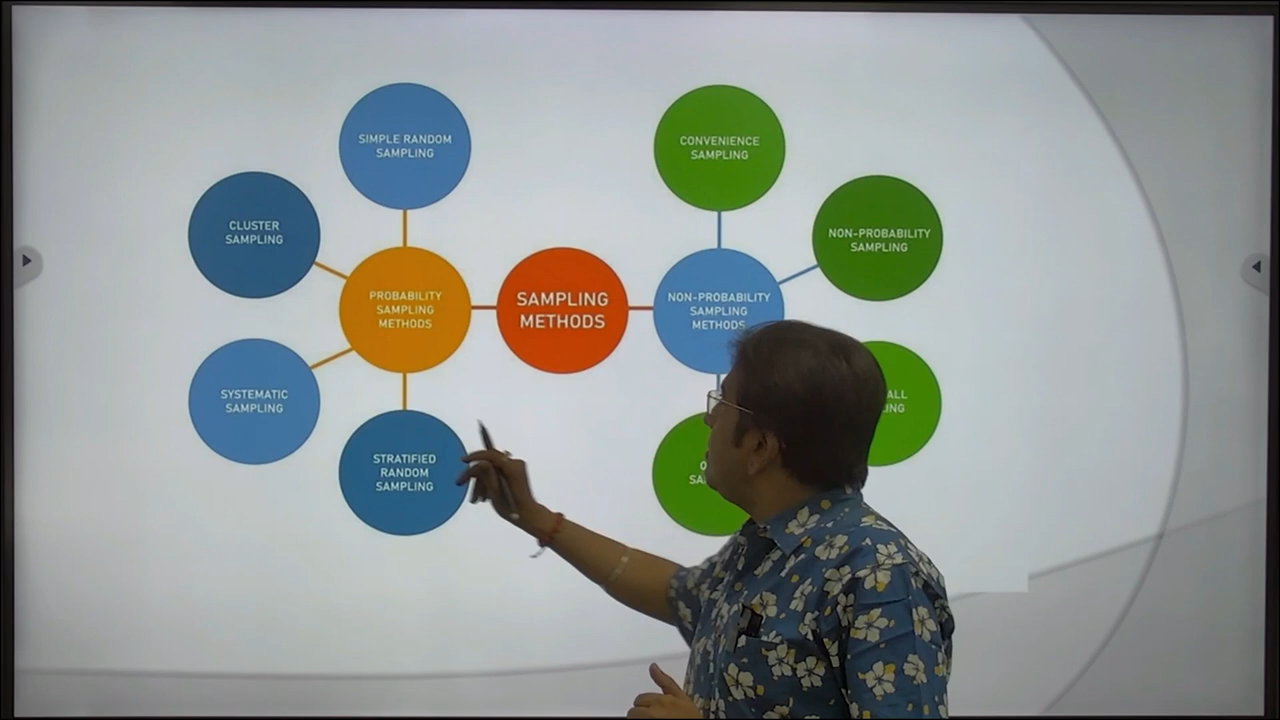 SIMPLE RANDOM
SAMPLING
CONVENIENCE
SAMPLING
CLUSTER
SAMPLING
NON-PROBABILITY
SAMPLING
PROBABILITY
SAMPLING
METHODS
SAMPLING
METHODS
NON-PROBABILITY
SAMPLING
METHODS
SYSTEMATIC
SAMPLING
STRATIFIED
RANDOM
SAMPLING